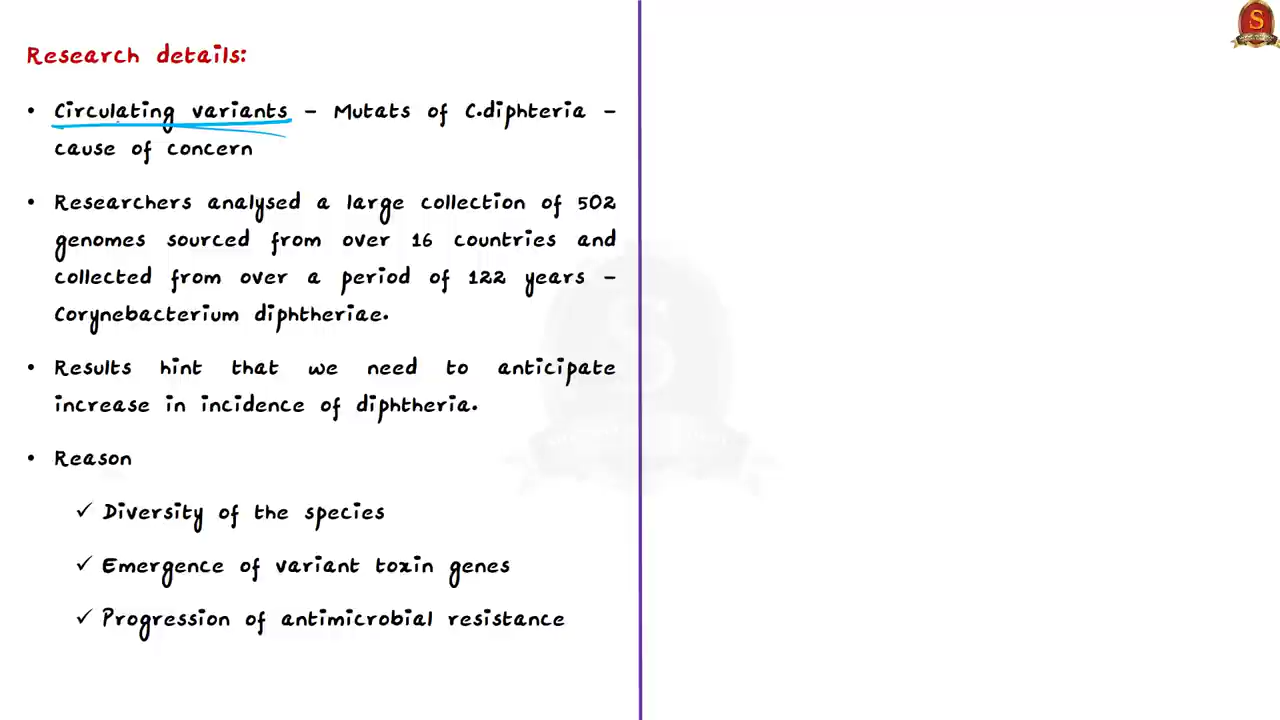 Research details:
• Circulating variants – Mutats of C.diphteria –
cause of concern
• Researchers analysed a large collection of 502
genomes sourced from over 16 countries and
collected from over a period of 122 years –
Corynebacterium diphtheriae.
• Results hint that we need to anticipate
increase in incidence of diphtheria.
• Reason
✓ Diversity of the species
✓ Emergence of variant toxin genes
✓ Progression of antimicrobial resistance
S